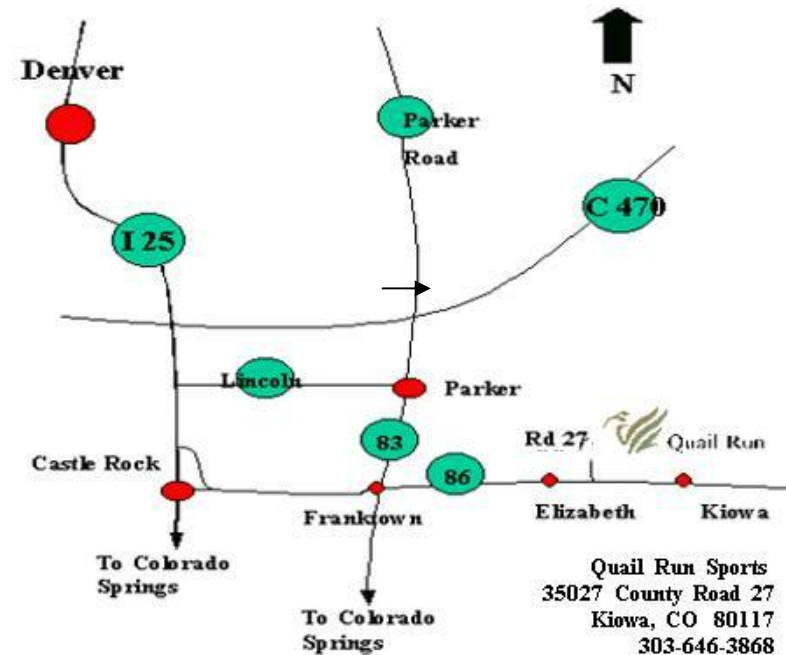 Denver
N
Parker
Road
C 470
I 25
Lincoln
Parker
83
Rd 27
Quail Run
Castle Rock
86
Franktown
Elizabeth
Kiowa
To Colorado
Springs
To Colorado
Springs
Quail Run Sports
35027 County Road 27
Kiowa, CO 80117
303-646-3868